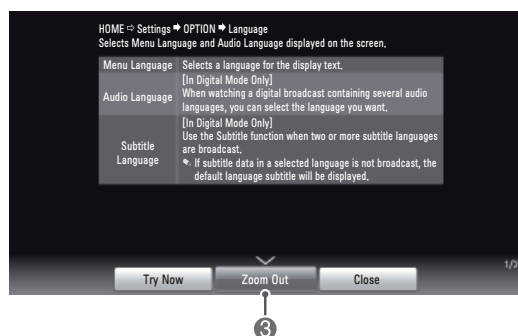 HOME ⇨ Settings ➡ OPTION ➡ Language
Selects Menu Language and Audio Language displayed on the screen.
Menu Language Selects a language for the display text.
Audio Language
[In Digital Mode Only]
When watching a digital broadcast containing several audio
languages, you can select the language you want.
Subtitle
Language
[In Digital Mode Only]
Use the Subtitle function when two or more subtitle languages
are broadcast.
If subtitle data in a selected language is not broadcast, the
default language subtitle will be displayed.
1/2
Try Now Zoom Out Close
3